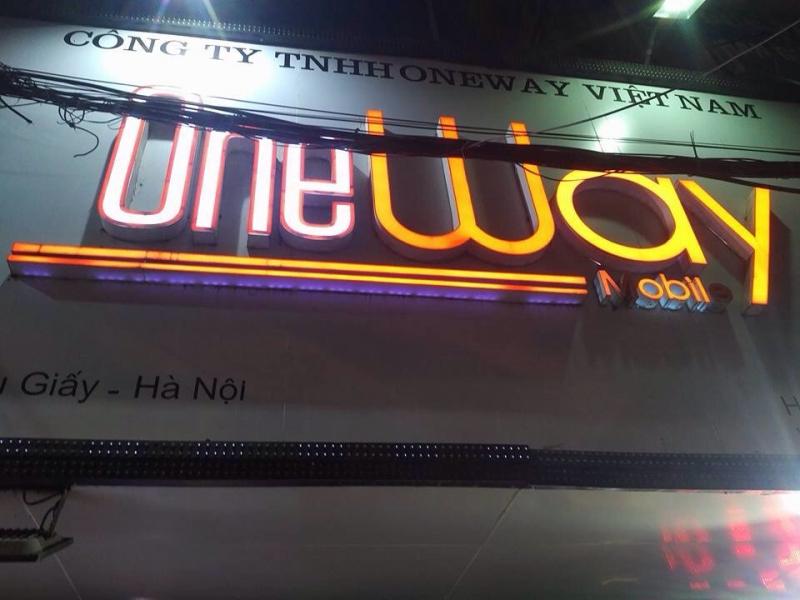 CÔNG TY TNHH ONEWAY VIỆT NAM
OneWay
Mobile
Giấy - Hà Nội